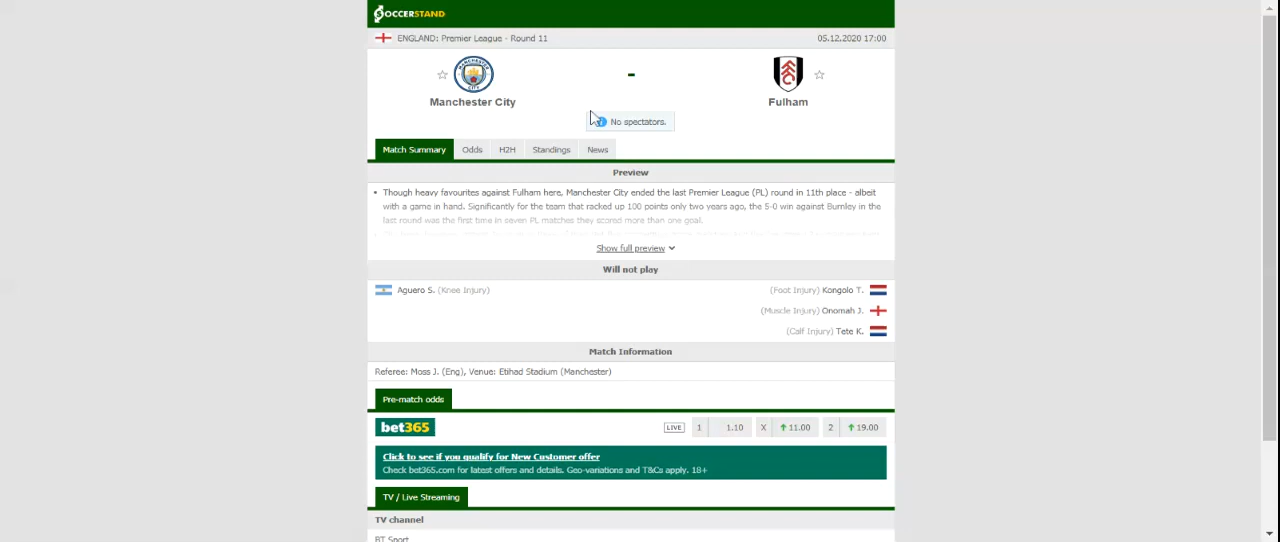 SOCCERSTAND
ENGLAND: Premier League - Round 11 05.12.2020 17:00
-
Manchester City Fulham
No spectators.
Match Summary Odds H2H Standings News
Preview
Though heavy favourites against Fulham here, Manchester City ended the last Premier League (PL) round in 11th place - albeit
with a game in hand. Significantly for the team that racked up 100 points only two years ago, the 5-0 win against Burnley in the
last round was the first time in seven PL matches they scored more than one goal.
Show full preview
Will not play
Aguero S. (Knee Injury) (Foot Injury) Kongolo T.
(Muscle Injury) Onomah J.
(Calf Injury) Tete K.
Match Information
Referee: Moss J. (Eng), Venue: Etihad Stadium (Manchester)
Pre-match odds
bet365 LIVE 1 1.10 X 11.00 2 19.00
Click to see if you qualify for New Customer offer
Check bet365.com for latest offers and details. Geo-variations and T&Cs apply. 18+
TV / Live Streaming
TV channel
BT Sport